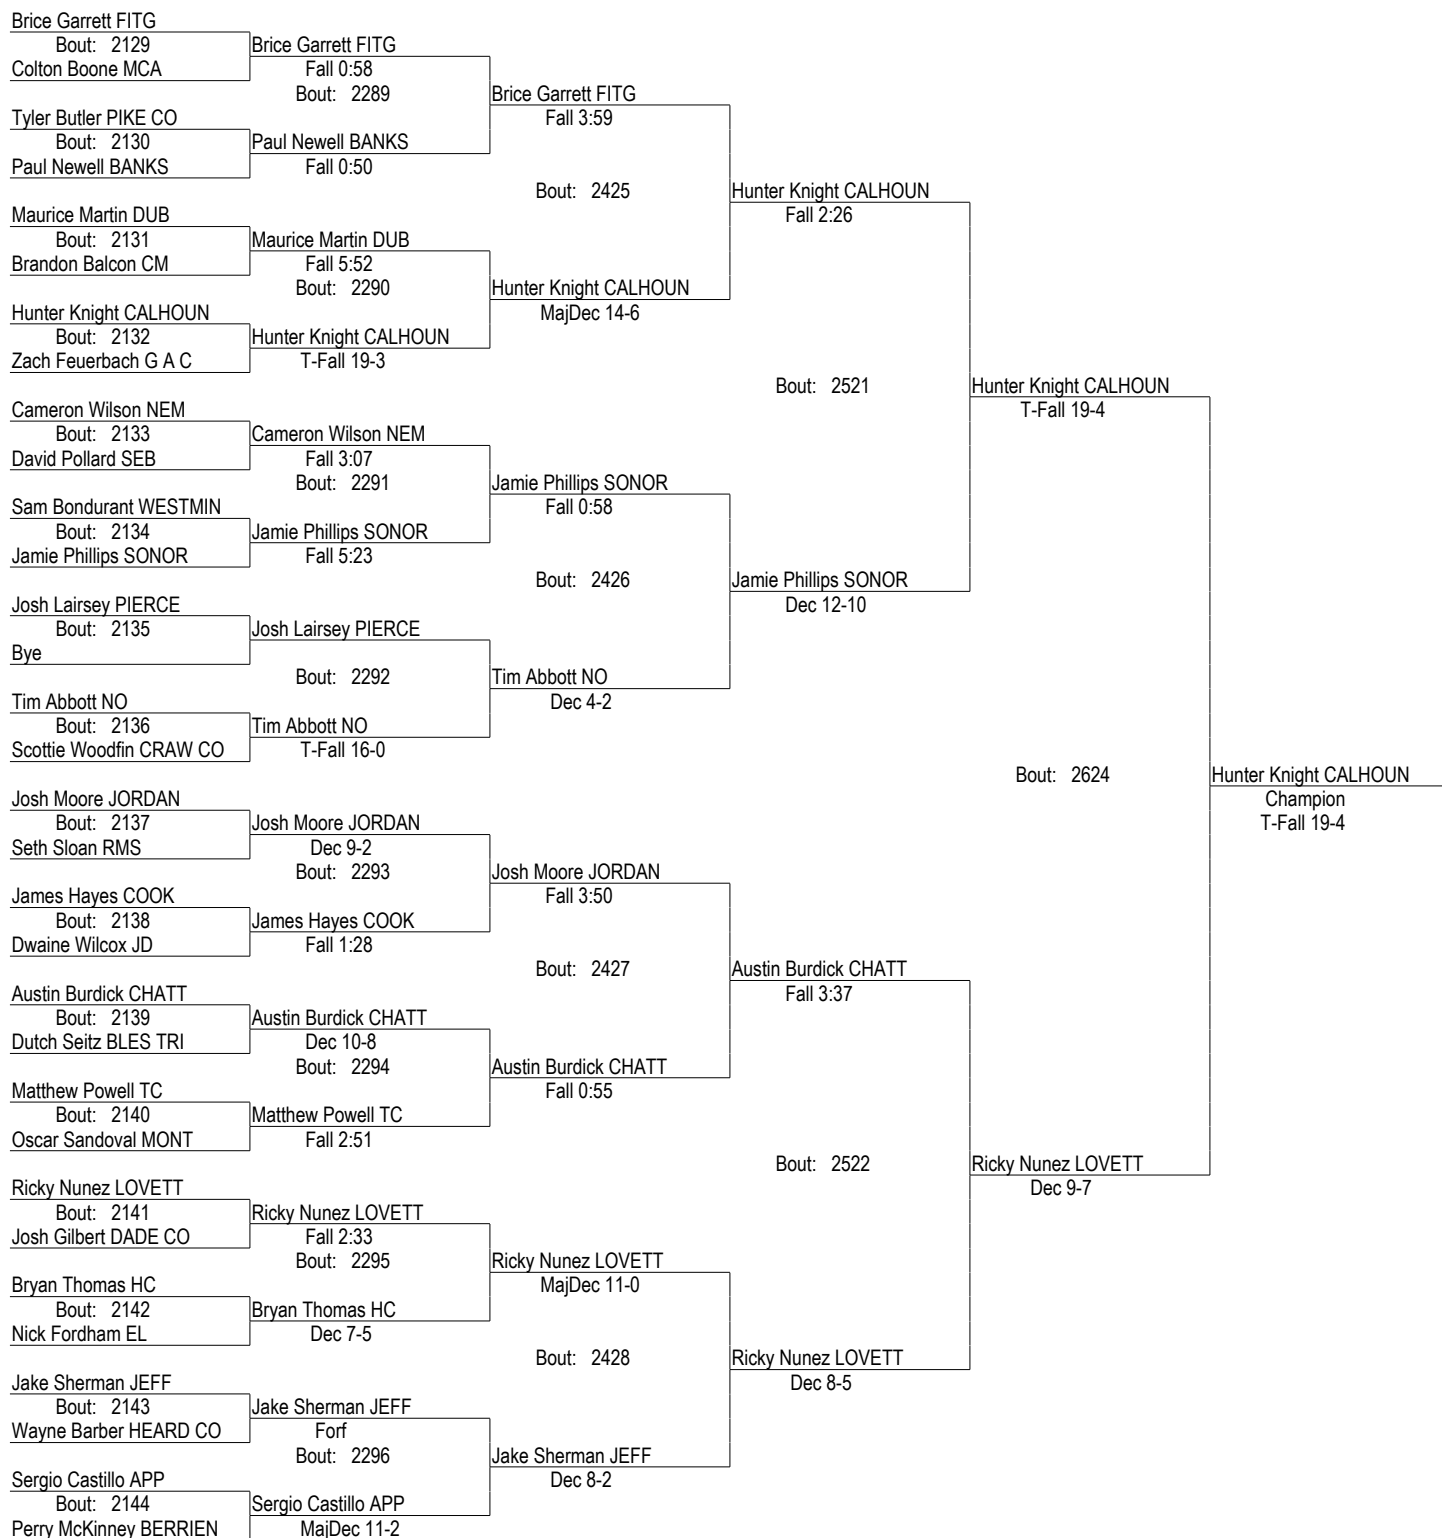 Brice Garrett FITG
Bout: 2129
Colton Boone MCA
Tyler Butler PIKE CO
Bout: 2130
Paul Newell BANKS
Maurice Martin DUB
Bout: 2131
Brandon Balcon CM
Hunter Knight CALHOUN
Bout: 2132
Zach Feuerbach G A C
Cameron Wilson NEM
Bout: 2133
David Pollard SEB
Sam Bondurant WESTMIN
Bout: 2134
Jamie Phillips SONOR
Josh Lairsey PIERCE
Bout: 2135
Bye
Tim Abbott NO
Bout: 2136
Scottie Woodfin CRAW CO
Josh Moore JORDAN
Bout: 2137
Seth Sloan RMS
James Hayes COOK
Bout: 2138
Dwaine Wilcox JD
Austin Burdick CHATT
Bout: 2139
Dutch Seitz BLES TRI
Matthew Powell TC
Bout: 2140
Oscar Sandoval MONT
Ricky Nunez LOVETT
Bout: 2141
Josh Gilbert DADE CO
Bryan Thomas HC
Bout: 2142
Nick Fordham EL
Jake Sherman JEFF
Bout: 2143
Wayne Barber HEARD CO
Sergio Castillo APP
Bout: 2144
Perry McKinney BERRIEN
Brice Garrett FITG
Fall 0:58
Bout: 2289
Paul Newell BANKS
Fall 0:50
Maurice Martin DUB
Fall 5:52
Bout: 2290
Hunter Knight CALHOUN
T-Fall 19-3
Cameron Wilson NEM
Fall 3:07
Bout: 2291
Jamie Phillips SONOR
Fall 5:23
Josh Lairsey PIERCE
Bout: 2292
Tim Abbott NO
T-Fall 16-0
Josh Moore JORDAN
Dec 9-2
Bout: 2293
James Hayes COOK
Fall 1:28
Austin Burdick CHATT
Dec 10-8
Bout: 2294
Matthew Powell TC
Fall 2:51
Ricky Nunez LOVETT
Fall 2:33
Bout: 2295
Bryan Thomas HC
Dec 7-5
Jake Sherman JEFF
Forf
Bout: 2296
Sergio Castillo APP
MajDec 11-2
Brice Garrett FITG
Fall 3:59
Bout: 2425
Hunter Knight CALHOUN
MajDec 14-6
Jamie Phillips SONOR
Fall 0:58
Bout: 2426
Tim Abbott NO
Dec 4-2
Josh Moore JORDAN
Fall 3:50
Bout: 2427
Austin Burdick CHATT
Fall 0:55
Ricky Nunez LOVETT
MajDec 11-0
Bout: 2428
Jake Sherman JEFF
Dec 8-2
Hunter Knight CALHOUN
Fall 2:26
Bout: 2521
Jamie Phillips SONOR
Dec 12-10
Austin Burdick CHATT
Fall 3:37
Bout: 2522
Ricky Nunez LOVETT
Dec 8-5
Hunter Knight CALHOUN
T-Fall 19-4
Bout: 2624
Ricky Nunez LOVETT
Dec 9-7
Hunter Knight CALHOUN
Champion
T-Fall 19-4